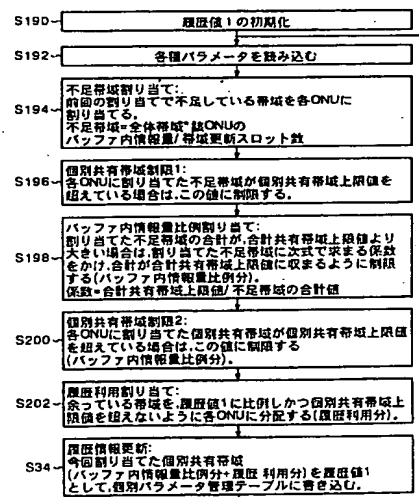 S190
履歴値1の初期化
S192
各種パラメータを読み込む
S194
不足帯域割り当て:
前回の割り当てで不足している帯域を各ONUに
割り当てる。
不足帯域=全体帯域*該ONUの
バッファ内情報量/帯域更新スロット数
S196
個別共有帯域制限1:
各ONUに割り当てた不足帯域が個別共有帯域上限値を
超えている場合は、この値に制限する。
S198
バッファ内情報量比例割り当て:
割り当てた不足帯域の合計が、合計共有帯域上限値より
大きい場合は、割り当てた不足帯域に次式で求まる係数
をかけ、合計が合計共有帯域上限値に収まるように制限
する(バッファ内情報量比例分)。
係数=合計共有帯域上限値/不足帯域の合計値
S200
個別共有帯域制限2:
各ONUに割り当てた個別共有帯域が個別共有帯域上限値
を超えている場合は、この値に制限する
(バッファ内情報量比例分)。
S202
履歴利用割り当て:
余っている帯域を、履歴値1に比例しかつ個別共有帯域上
限値を超えないように各ONUに分配する(履歴利用分)。
S34
履歴情報更新:
今回割り当てた個別共有帯域
(バッファ内情報量比例分+履歴利用分)を履歴値1
として、個別パラメータ管理テーブルに書き込む。